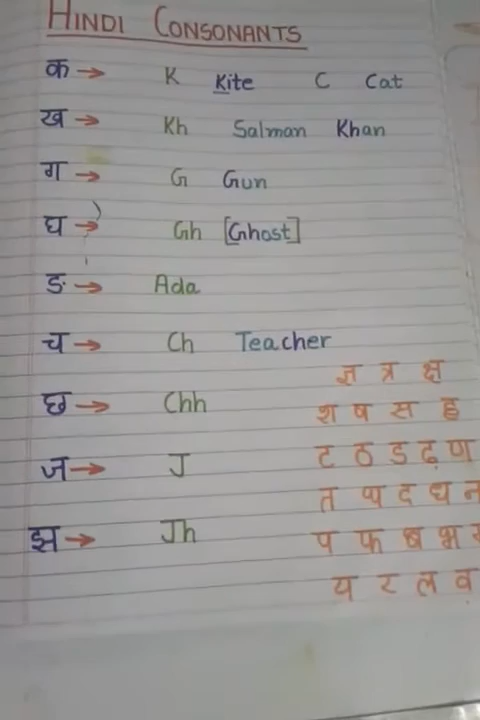 HINDI CONSONANTS
क → K Kite C Cat
ख → Kh Salman Khan
ग → G Gun
घ → Gh [Ghost]
ङ → Ada
च → Ch Teacher
छ → Chh
ज → J
झ → Jh
ज्ञ त्र क्ष
श ष स ह
ट ठ ड ढ़ ण
त थ द ध न
प फ ब भ
य र ल व